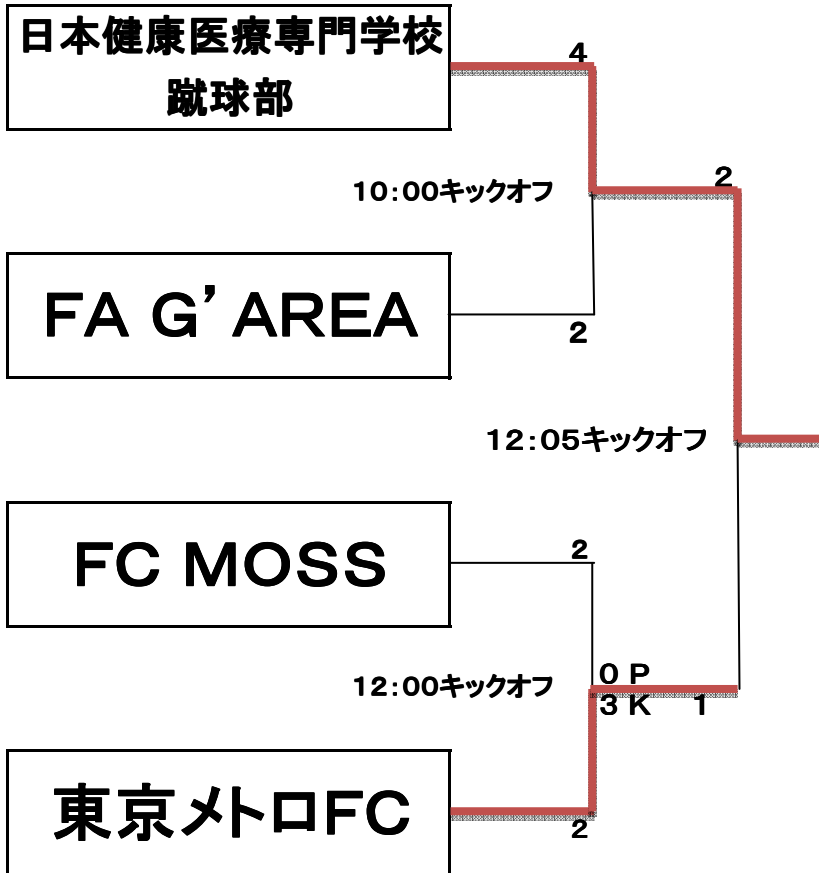 日本健康医療専門学校
蹴球部
4
10:00キックオフ
2
FA G’AREA
2
12:05キックオフ
FC MOSS
2
12:00キックオフ
0 P
3 K
1
東京メトロFC
2